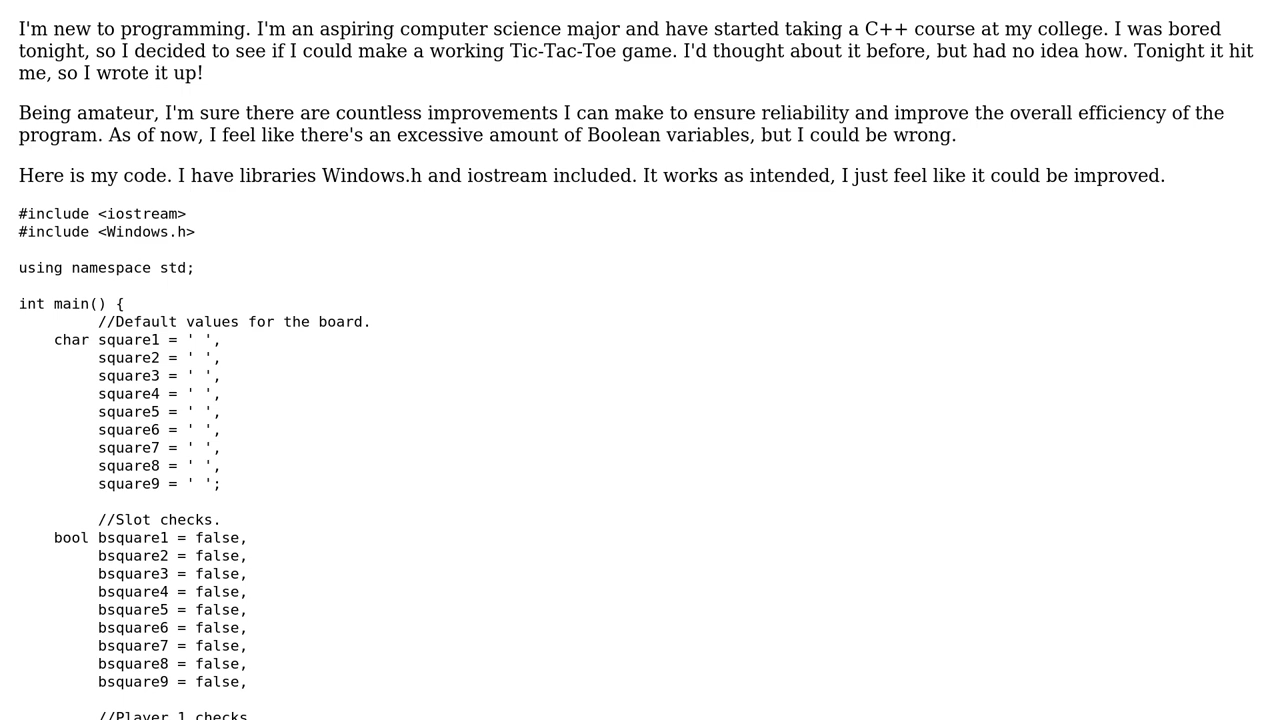 I'm new to programming. I'm an aspiring computer science major and have started taking a C++ course at my college. I was bored
tonight, so I decided to see if I could make a working Tic-Tac-Toe game. I'd thought about it before, but had no idea how. Tonight it hit
me, so I wrote it up!
Being amateur, I'm sure there are countless improvements I can make to ensure reliability and improve the overall efficiency of the
program. As of now, I feel like there's an excessive amount of Boolean variables, but I could be wrong.
Here is my code. I have libraries Windows.h and iostream included. It works as intended, I just feel like it could be improved.
#include <iostream>
#include <Windows.h>
using namespace std;
int main() {
         //Default values for the board.
    char square1 = ' ',
         square2 = ' ',
         square3 = ' ',
         square4 = ' ',
         square5 = ' ',
         square6 = ' ',
         square7 = ' ',
         square8 = ' ',
         square9 = ' ';
         //Slot checks.
    bool bsquare1 = false,
         bsquare2 = false,
         bsquare3 = false,
         bsquare4 = false,
         bsquare5 = false,
         bsquare6 = false,
         bsquare7 = false,
         bsquare8 = false,
         bsquare9 = false,
         //Player 1 checks